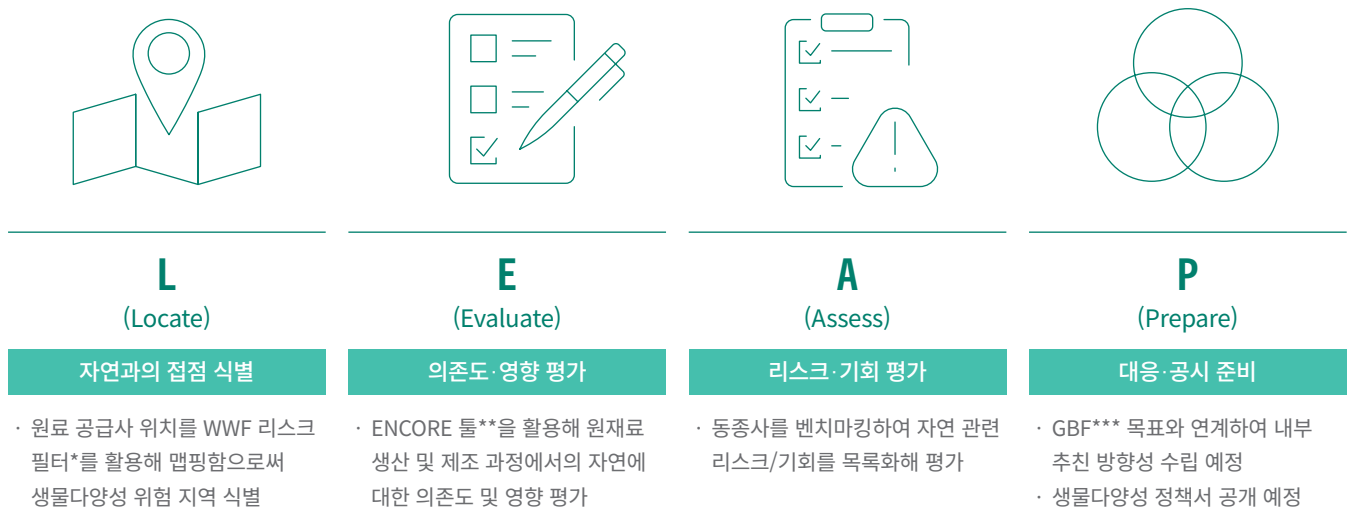 L
(Locate)
자연과의 접점 식별
· 원료 공급사 위치를 WWF 리스크
필터*를 활용해 맵핑함으로써
생물다양성 위험 지역 식별
E
(Evaluate)
의존도·영향 평가
· ENCORE 툴**을 활용해 원재료
생산 및 제조 과정에서의 자연에
대한 의존도 및 영향 평가
A
(Assess)
리스크·기회 평가
· 동종사를 벤치마킹하여 자연 관련
리스크/기회를 목록화해 평가
P
(Prepare)
대응·공시 준비
· GBF*** 목표와 연계하여 내부
추진 방향성 수립 예정
· 생물다양성 정책서 공개 예정